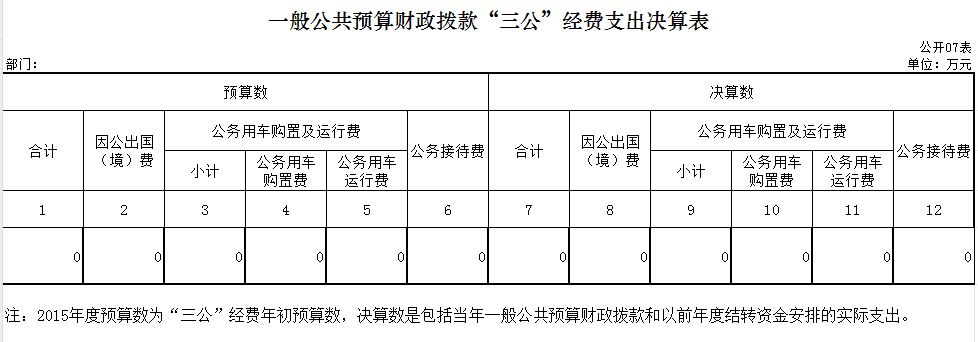 一般公共预算财政拨款“三公”经费支出决算表
公开07表
部门： 单位：万元
预算数 决算数
合计 因公出国（境）费 公务用车购置及运行费 公务接待费 合计 因公出国（境）费 公务用车购置及运行费 公务接待费
小计 公务用车购置费 公务用车运行费 小计 公务用车购置费 公务用车运行费
1 2 3 4 5 6 7 8 9 10 11 12
0 0 0 0 0 0 0 0 0 0 0 0
注：2015年度预算数为“三公”经费年初预算数，决算数是包括当年一般公共预算财政拨款和以前年度结转资金安排的实际支出。